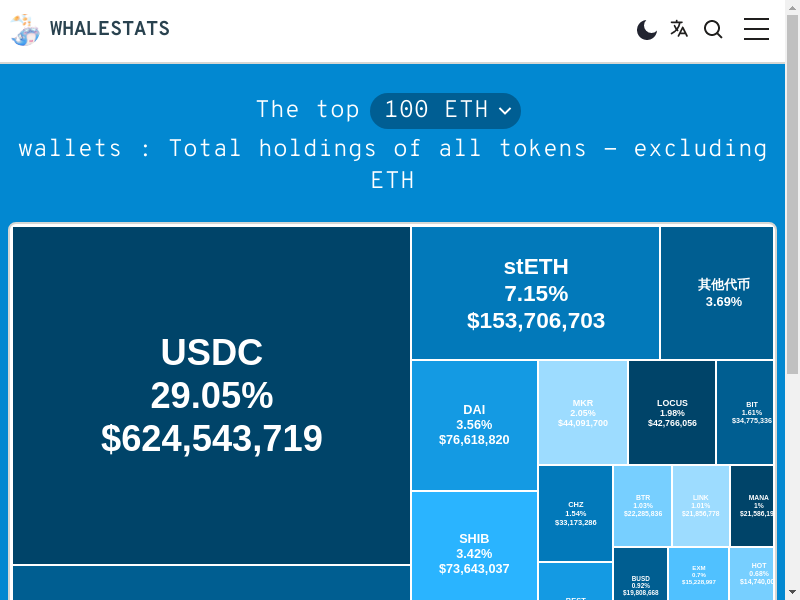 WHALESTATS
The top 100 ETH
wallets : Total holdings of all tokens - excluding
ETH
USDC
29.05%
$624,543,719
stETH
7.15%
$153,706,703
其他代币
3.69%
DAI
3.56%
$76,618,820
MKR
2.05%
$44,091,700
LOCUS
1.98%
$42,766,056
BIT
1.61%
$34,775,336
SHIB
3.42%
$73,643,037
CHZ
1.54%
$33,173,286
BTR
1.03%
$22,285,836
LINK
1.01%
$21,856,778
MANA
1%
$21,586,19
BUSD
0.92%
$19,808,668
EXM
0.7%
$15,228,997
HOT
0.68%
$14,740,00